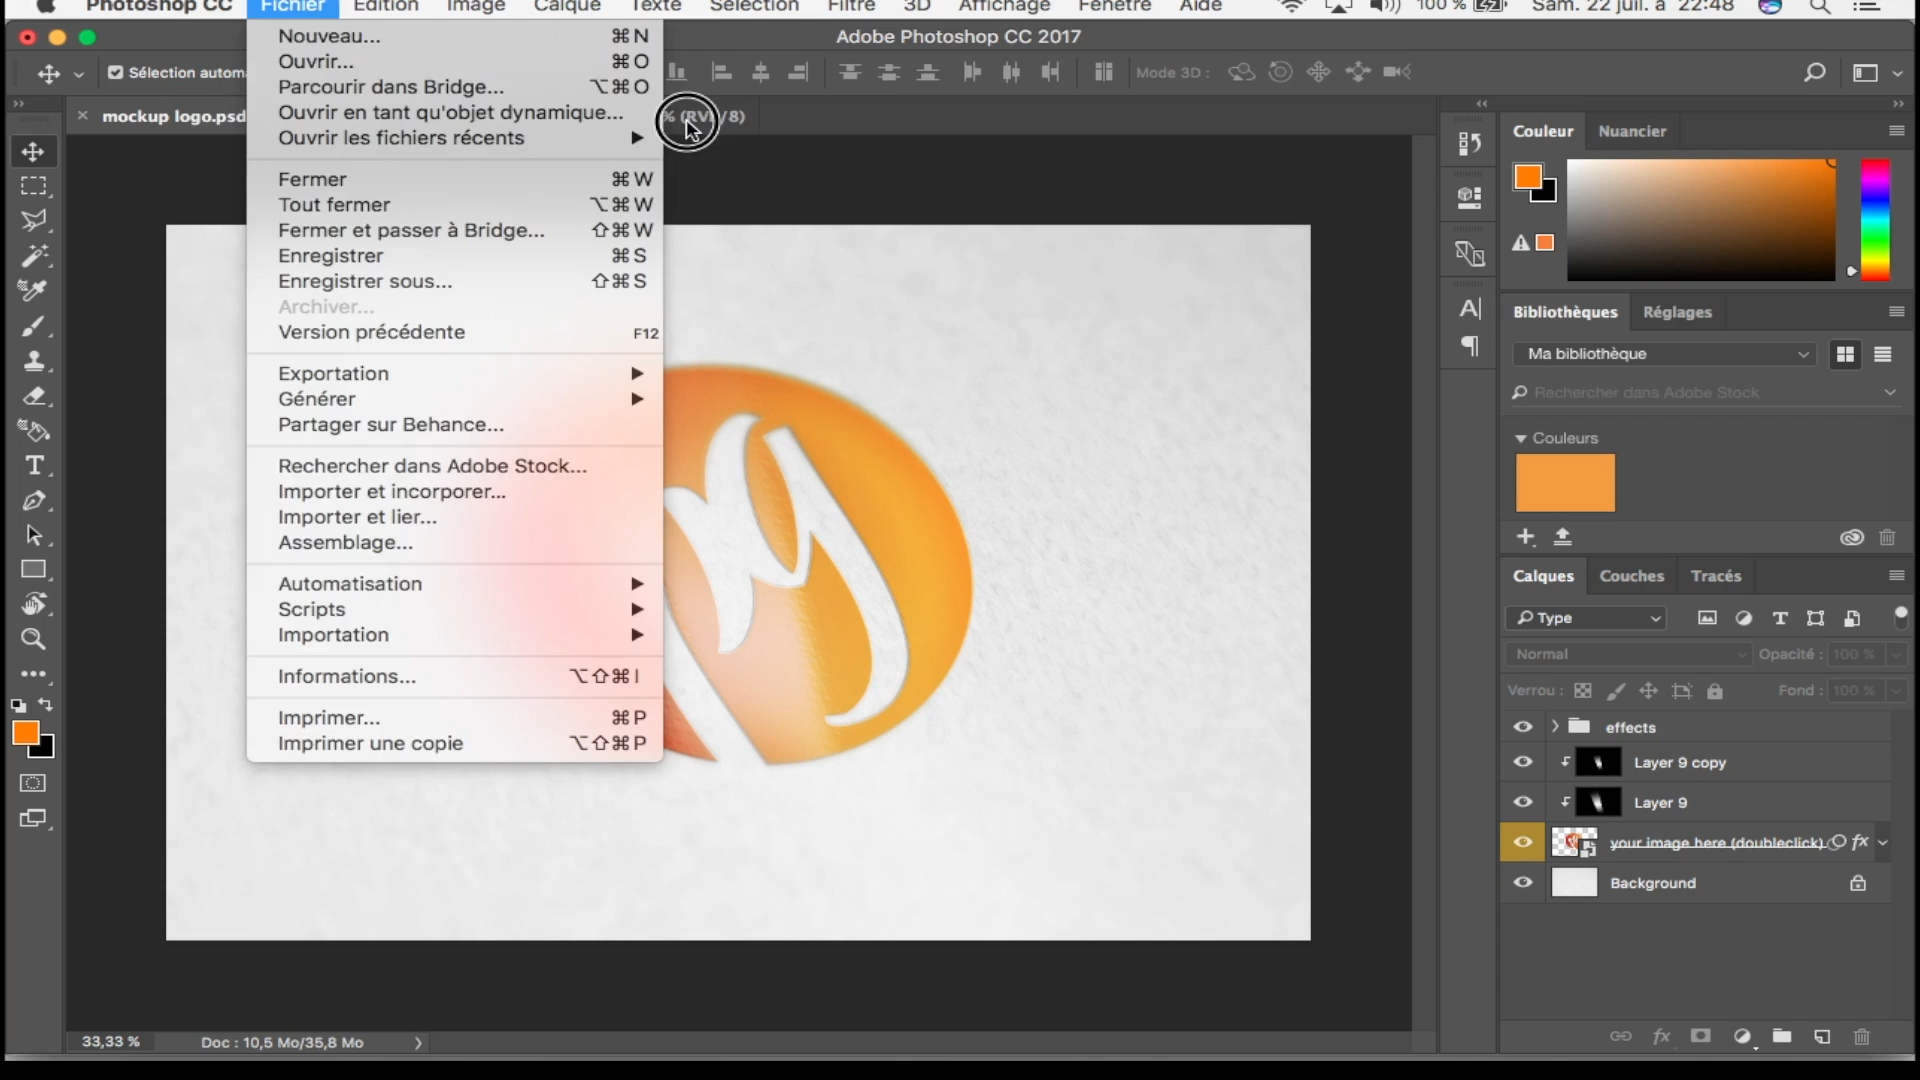 Photoshop CC Fichier Edition Image Calque Texte Sélection Filtre 3D Affichage Fenêtre Aide 100 % Sam. 22 juil. à 22:48
Adobe Photoshop CC 2017
Sélection autom
Mode 3D :
mockup logo.psd
% (RV /8)
Nouveau... ⌘N
Ouvrir... ⌘O
Parcourir dans Bridge... ⌥⌘O
Ouvrir en tant qu'objet dynamique...
Ouvrir les fichiers récents ▶
Fermer ⌘W
Tout fermer ⌥⌘W
Fermer et passer à Bridge... ⇧⌘W
Enregistrer ⌘S
Enregistrer sous... ⇧⌘S
Archiver...
Version précédente F12
Exportation ▶
Générer ▶
Partager sur Behance...
Rechercher dans Adobe Stock...
Importer et incorporer...
Importer et lier...
Assemblage...
Automatisation ▶
Scripts ▶
Importation ▶
Informations... ⌥⇧⌘I
Imprimer... ⌘P
Imprimer une copie ⌥⇧⌘P
33,33 % Doc : 10,5 Mo/35,8 Mo
Couleur Nuancier
Bibliothèques Réglages
Ma bibliothèque
Rechercher dans Adobe Stock
Couleurs
Calques Couches Tracés
Type
Normal Opacité : 100 %
Verrou : Fond : 100 %
effects
Layer 9 copy
Layer 9
your image here (doubleclick) fx
Background